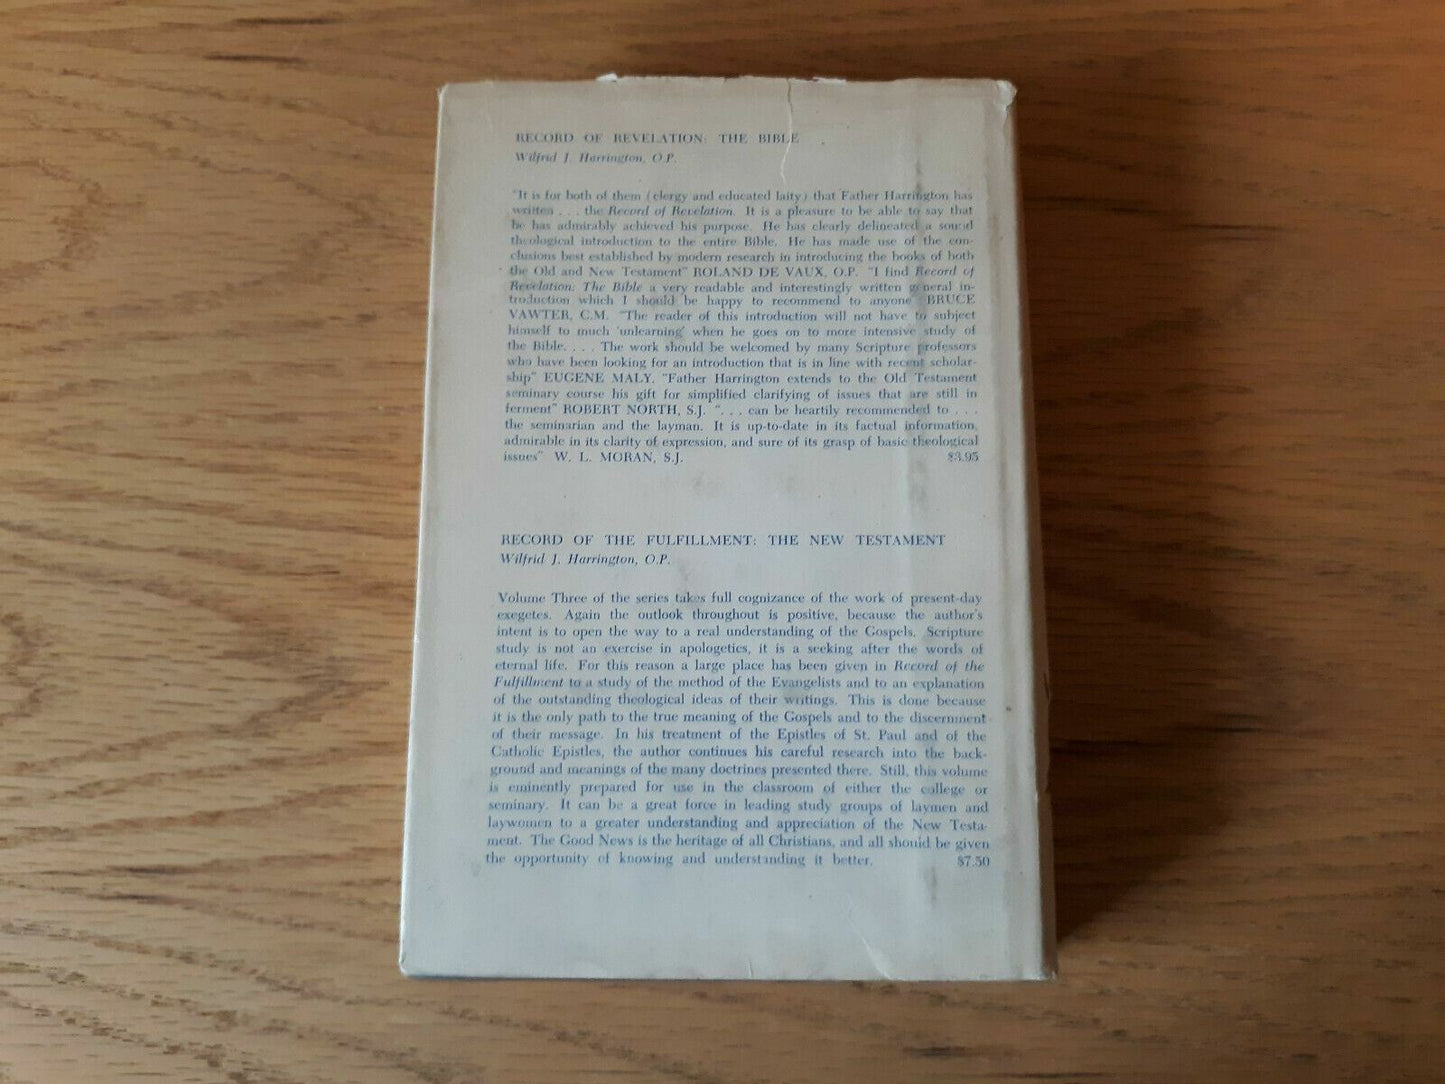 RECORD OF REVELATION: THE BIBLE
Wilfrid J. Harrington, O.P.
"It is for both of them (clergy and educated laity) that Father Harrington has
written . . . the Record of Revelation. It is a pleasure to be able to say that
he has admirably achieved his purpose. He has clearly delineated a sound
theological introduction to the entire Bible. He has made use of the con-
clusions best established by modern research in introducing the books of both
the Old and New Testament" ROLAND DE VAUX, O.P. "I find Record of
Revelation: The Bible a very readable and interestingly written general in-
troduction which I should be happy to recommend to anyone" BRUCE
VAWTER, C.M. "The reader of this introduction will not have to subject
himself to much 'unlearning' when he goes on to more intensive study of
the Bible. . . . The work should be welcomed by many Scripture professors
who have been looking for an introduction that is in line with recent scholar-
ship" EUGENE MALY. "Father Harrington extends to the Old Testament
seminary course his gift for simplified clarifying of issues that are still in
ferment" ROBERT NORTH, S.J. ". . . can be heartily recommended to . . .
the seminarian and the layman. It is up-to-date in its factual information,
admirable in its clarity of expression, and sure of its grasp of basic theological
issues" W. L. MORAN, S.J. $3.95
RECORD OF THE FULFILLMENT: THE NEW TESTAMENT
Wilfrid J. Harrington, O.P.
Volume Three of the series takes full cognizance of the work of present-day
exegetes. Again the outlook throughout is positive, because the author's
intent is to open the way to a real understanding of the Gospels. Scripture
study is not an exercise in apologetics, it is a seeking after the words of
eternal life. For this reason a large place has been given in Record of the
Fulfillment to a study of the method of the Evangelists and to an explanation
of the outstanding theological ideas of their writings. This is done because
it is the only path to the true meaning of the Gospels and to the discernment
of their message. In his treatment of the Epistles of St. Paul and of the
Catholic Epistles, the author continues his careful research into the back-
ground and meanings of the many doctrines presented there. Still, this volume
is eminently prepared for use in the classroom of either the college or
seminary. It can be a great force in leading study groups of laymen and
laywomen to a greater understanding and appreciation of the New Testa-
ment. The Good News is the heritage of all Christians, and all should be given
the opportunity of knowing and understanding it better. $7.50